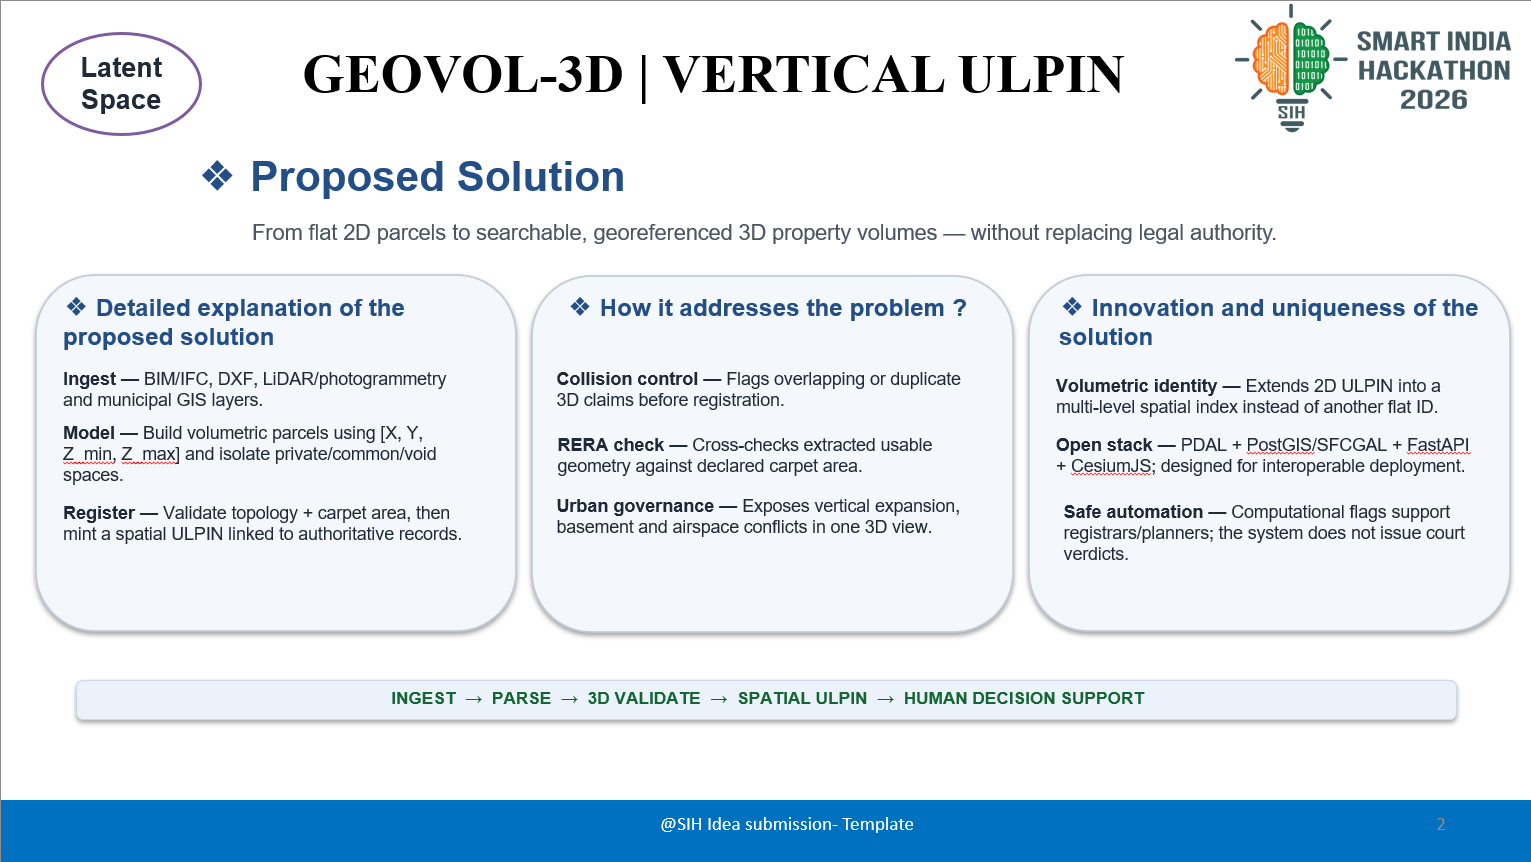 Latent
Space
GEOVOL-3D | VERTICAL ULPIN
SMART INDIA
HACKATHON
2026
SIH
❖ Proposed Solution
From flat 2D parcels to searchable, georeferenced 3D property volumes — without replacing legal authority.
❖ Detailed explanation of the
proposed solution
Ingest — BIM/IFC, DXF, LiDAR/photogrammetry
and municipal GIS layers.
Model — Build volumetric parcels using [X, Y,
Z_min, Z_max] and isolate private/common/void
spaces.
Register — Validate topology + carpet area, then
mint a spatial ULPIN linked to authoritative records.
❖ How it addresses the problem ?
Collision control — Flags overlapping or duplicate
3D claims before registration.
RERA check — Cross-checks extracted usable
geometry against declared carpet area.
Urban governance — Exposes vertical expansion,
basement and airspace conflicts in one 3D view.
❖ Innovation and uniqueness of the
solution
Volumetric identity — Extends 2D ULPIN into a
multi-level spatial index instead of another flat ID.
Open stack — PDAL + PostGIS/SFCGAL + FastAPI
+ CesiumJS; designed for interoperable deployment.
Safe automation — Computational flags support
registrars/planners; the system does not issue court
verdicts.
INGEST → PARSE → 3D VALIDATE → SPATIAL ULPIN → HUMAN DECISION SUPPORT
@SIH Idea submission- Template
2